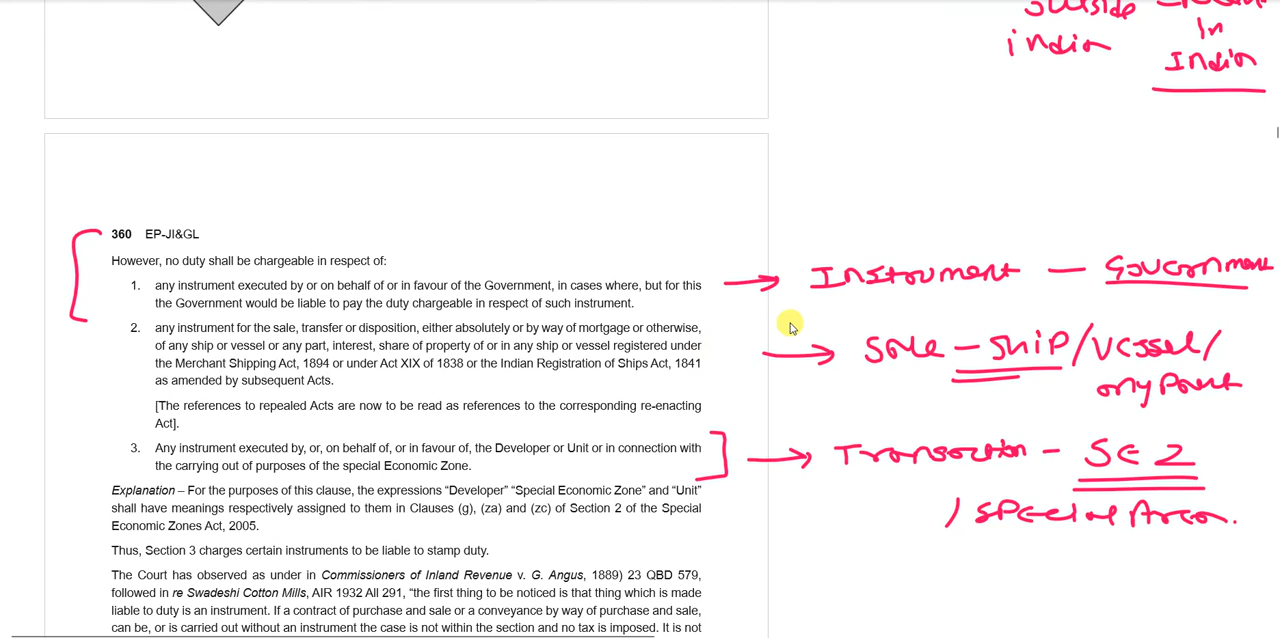 outside
In
india
India
360 EP-JI&GL
However, no duty shall be chargeable in respect of:
1. any instrument executed by or on behalf of or in favour of the Government, in cases where, but for this
the Government would be liable to pay the duty chargeable in respect of such instrument.
Instrument — Government
2. any instrument for the sale, transfer or disposition, either absolutely or by way of mortgage or otherwise,
of any ship or vessel or any part, interest, share of property of or in any ship or vessel registered under
the Merchant Shipping Act, 1894 or under Act XIX of 1838 or the Indian Registration of Ships Act, 1841
as amended by subsequent Acts.
Sale – Ship/Vessel/
any Part
[The references to repealed Acts are now to be read as references to the corresponding re-enacting
Act].
3. Any instrument executed by, or, on behalf of, or in favour of, the Developer or Unit or in connection with
the carrying out of purposes of the special Economic Zone.
Transaction – SEZ
/ Special Area.
Explanation – For the purposes of this clause, the expressions “Developer” “Special Economic Zone” and “Unit”
shall have meanings respectively assigned to them in Clauses (g), (za) and (zc) of Section 2 of the Special
Economic Zones Act, 2005.
Thus, Section 3 charges certain instruments to be liable to stamp duty.
The Court has observed as under in Commissioners of Inland Revenue v. G. Angus, 1889) 23 QBD 579,
followed in re Swadeshi Cotton Mills, AIR 1932 All 291, “the first thing to be noticed is that thing which is made
liable to duty is an instrument. If a contract of purchase and sale or a conveyance by way of purchase and sale,
can be, or is carried out without an instrument the case is not within the section and no tax is imposed. It is not